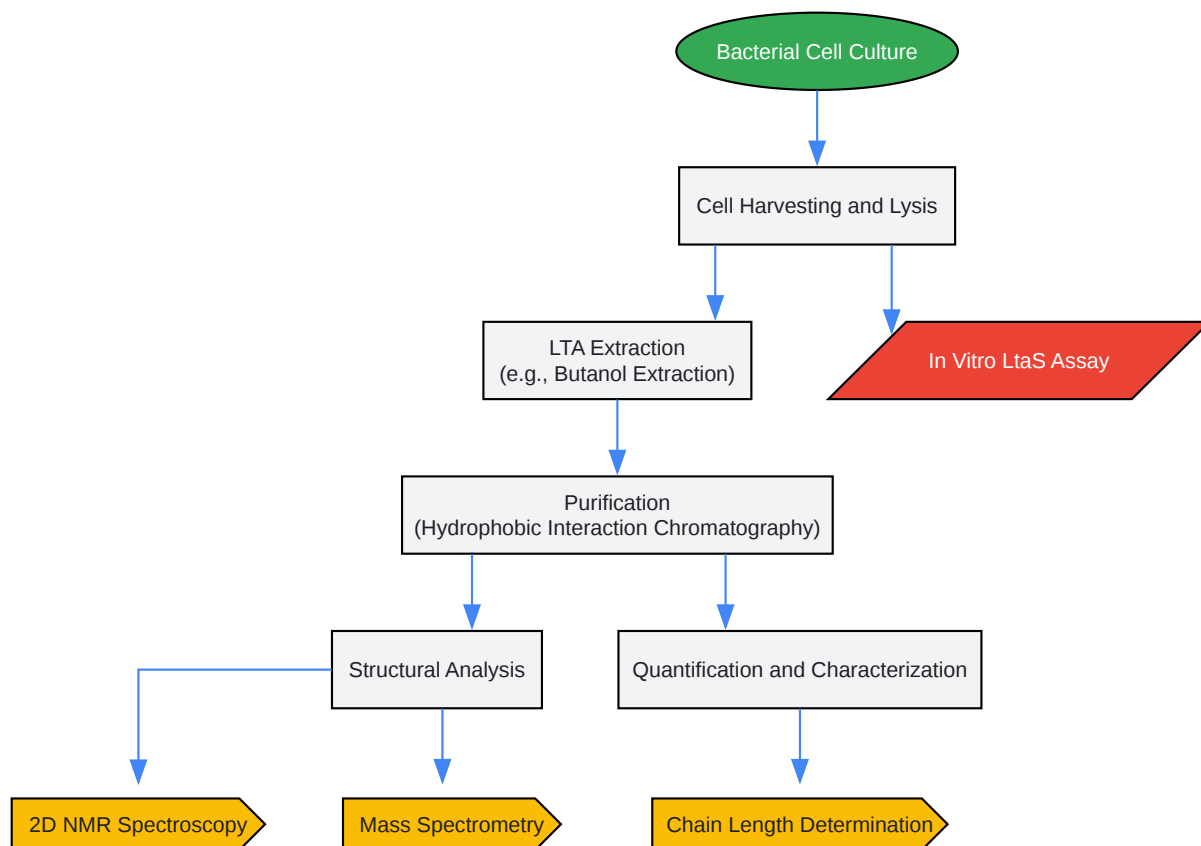 Bacterial Cell Culture
Cell Harvesting and Lysis
LTA Extraction
(e.g., Butanol Extraction)
In Vitro LtaS Assay
Purification
(Hydrophobic Interaction Chromatography)
Structural Analysis
Quantification and Characterization
2D NMR Spectroscopy
Mass Spectrometry
Chain Length Determination